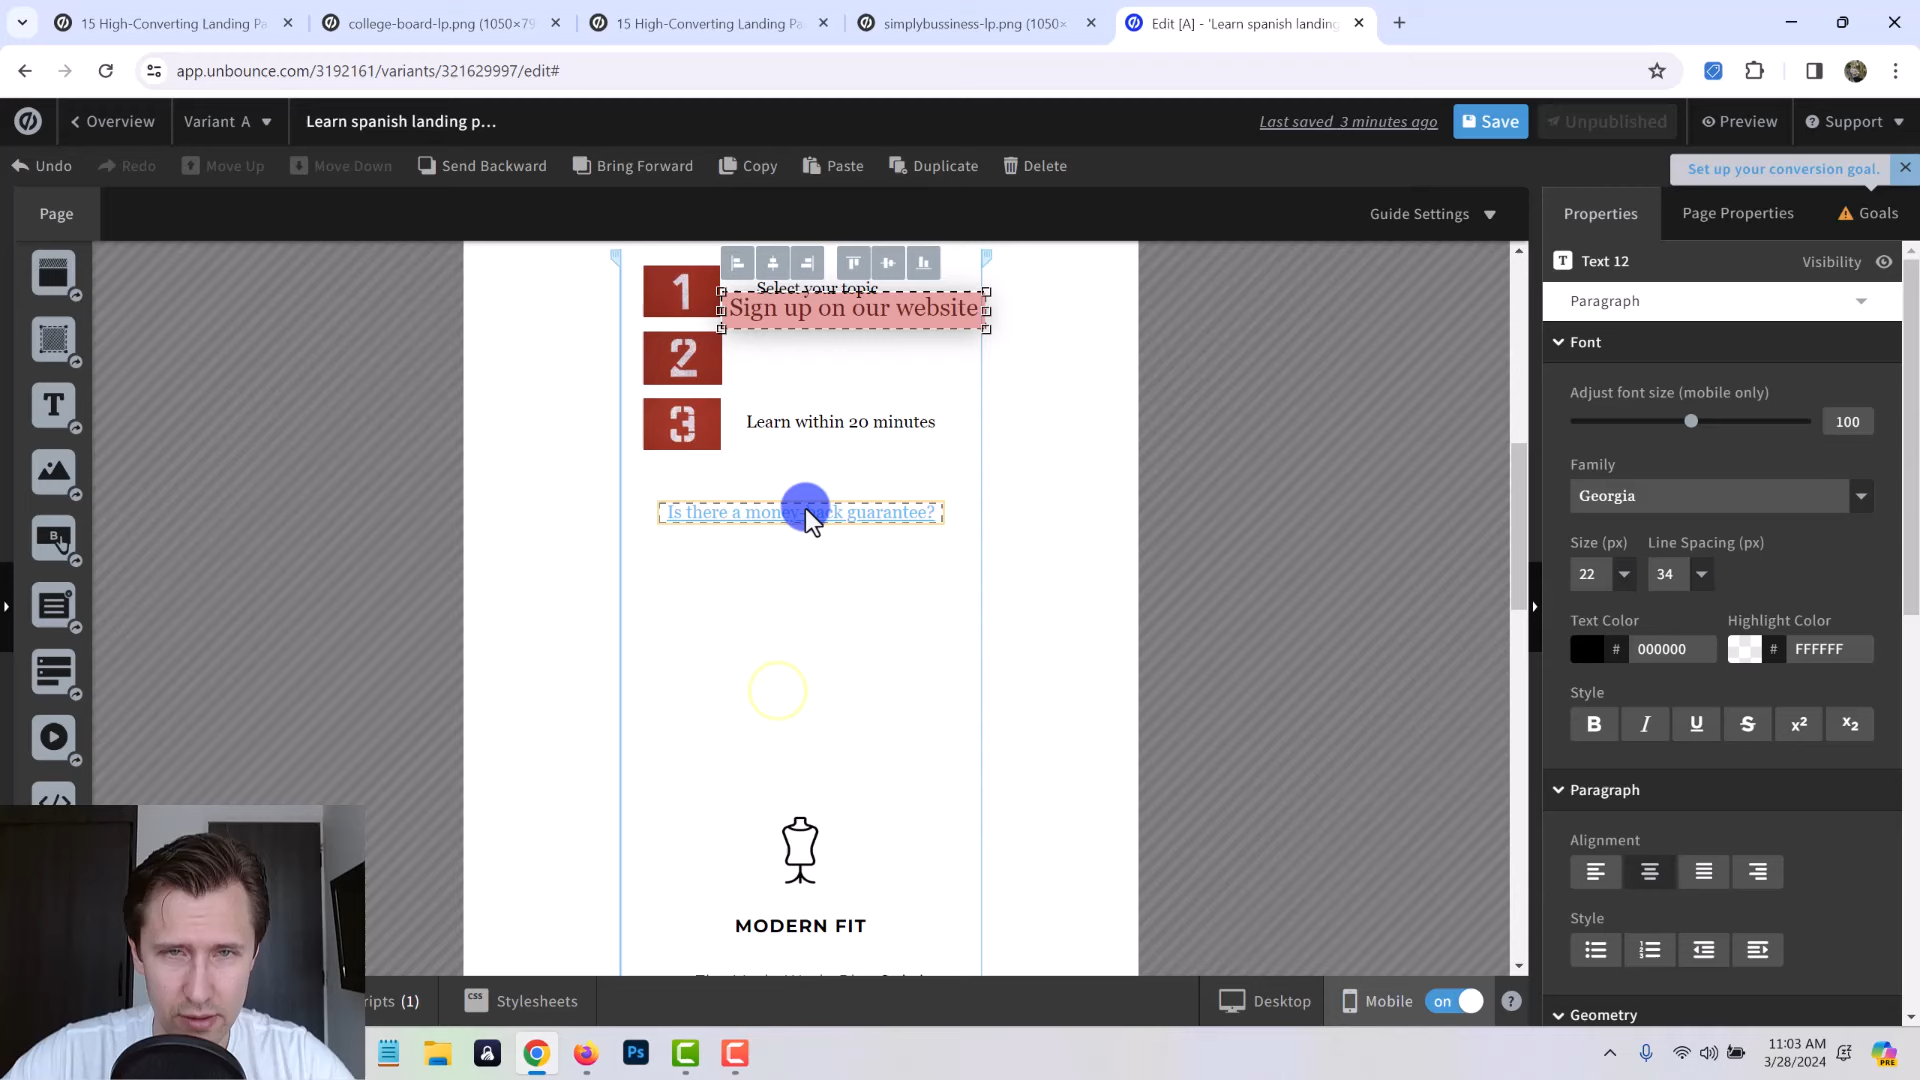 15 High-Converting Landing Pa
college-board-lp.png (1050×79
15 High-Converting Landing Pa
simplybussiness-lp.png (1050×
Edit [A] - 'Learn spanish landing
app.unbounce.com/3192161/variants/321629997/edit#
Overview
Variant A
Learn spanish landing p...
Last saved 3 minutes ago
Save
Unpublished
Preview
Support
Undo
Redo
Move Up
Move Down
Send Backward
Bring Forward
Copy
Paste
Duplicate
Delete
Set up your conversion goal.
Page
Guide Settings
Properties
Page Properties
Goals
T
Text 12
Visibility
Paragraph
1
Select your topic
Sign up on our website
2
3
Learn within 20 minutes
Is there a money-back guarantee?
MODERN FIT
Font
Adjust font size (mobile only)
100
Family
Georgia
Size (px)
Line Spacing (px)
22
34
Text Color
Highlight Color
# 000000
# FFFFFF
Style
B I U S x² x₂
Paragraph
Alignment
Style
Geometry
T
B
ripts (1)
CSS
Stylesheets
Desktop
Mobile
on
?
Ps
PRE
11:03 AM
3/28/2024